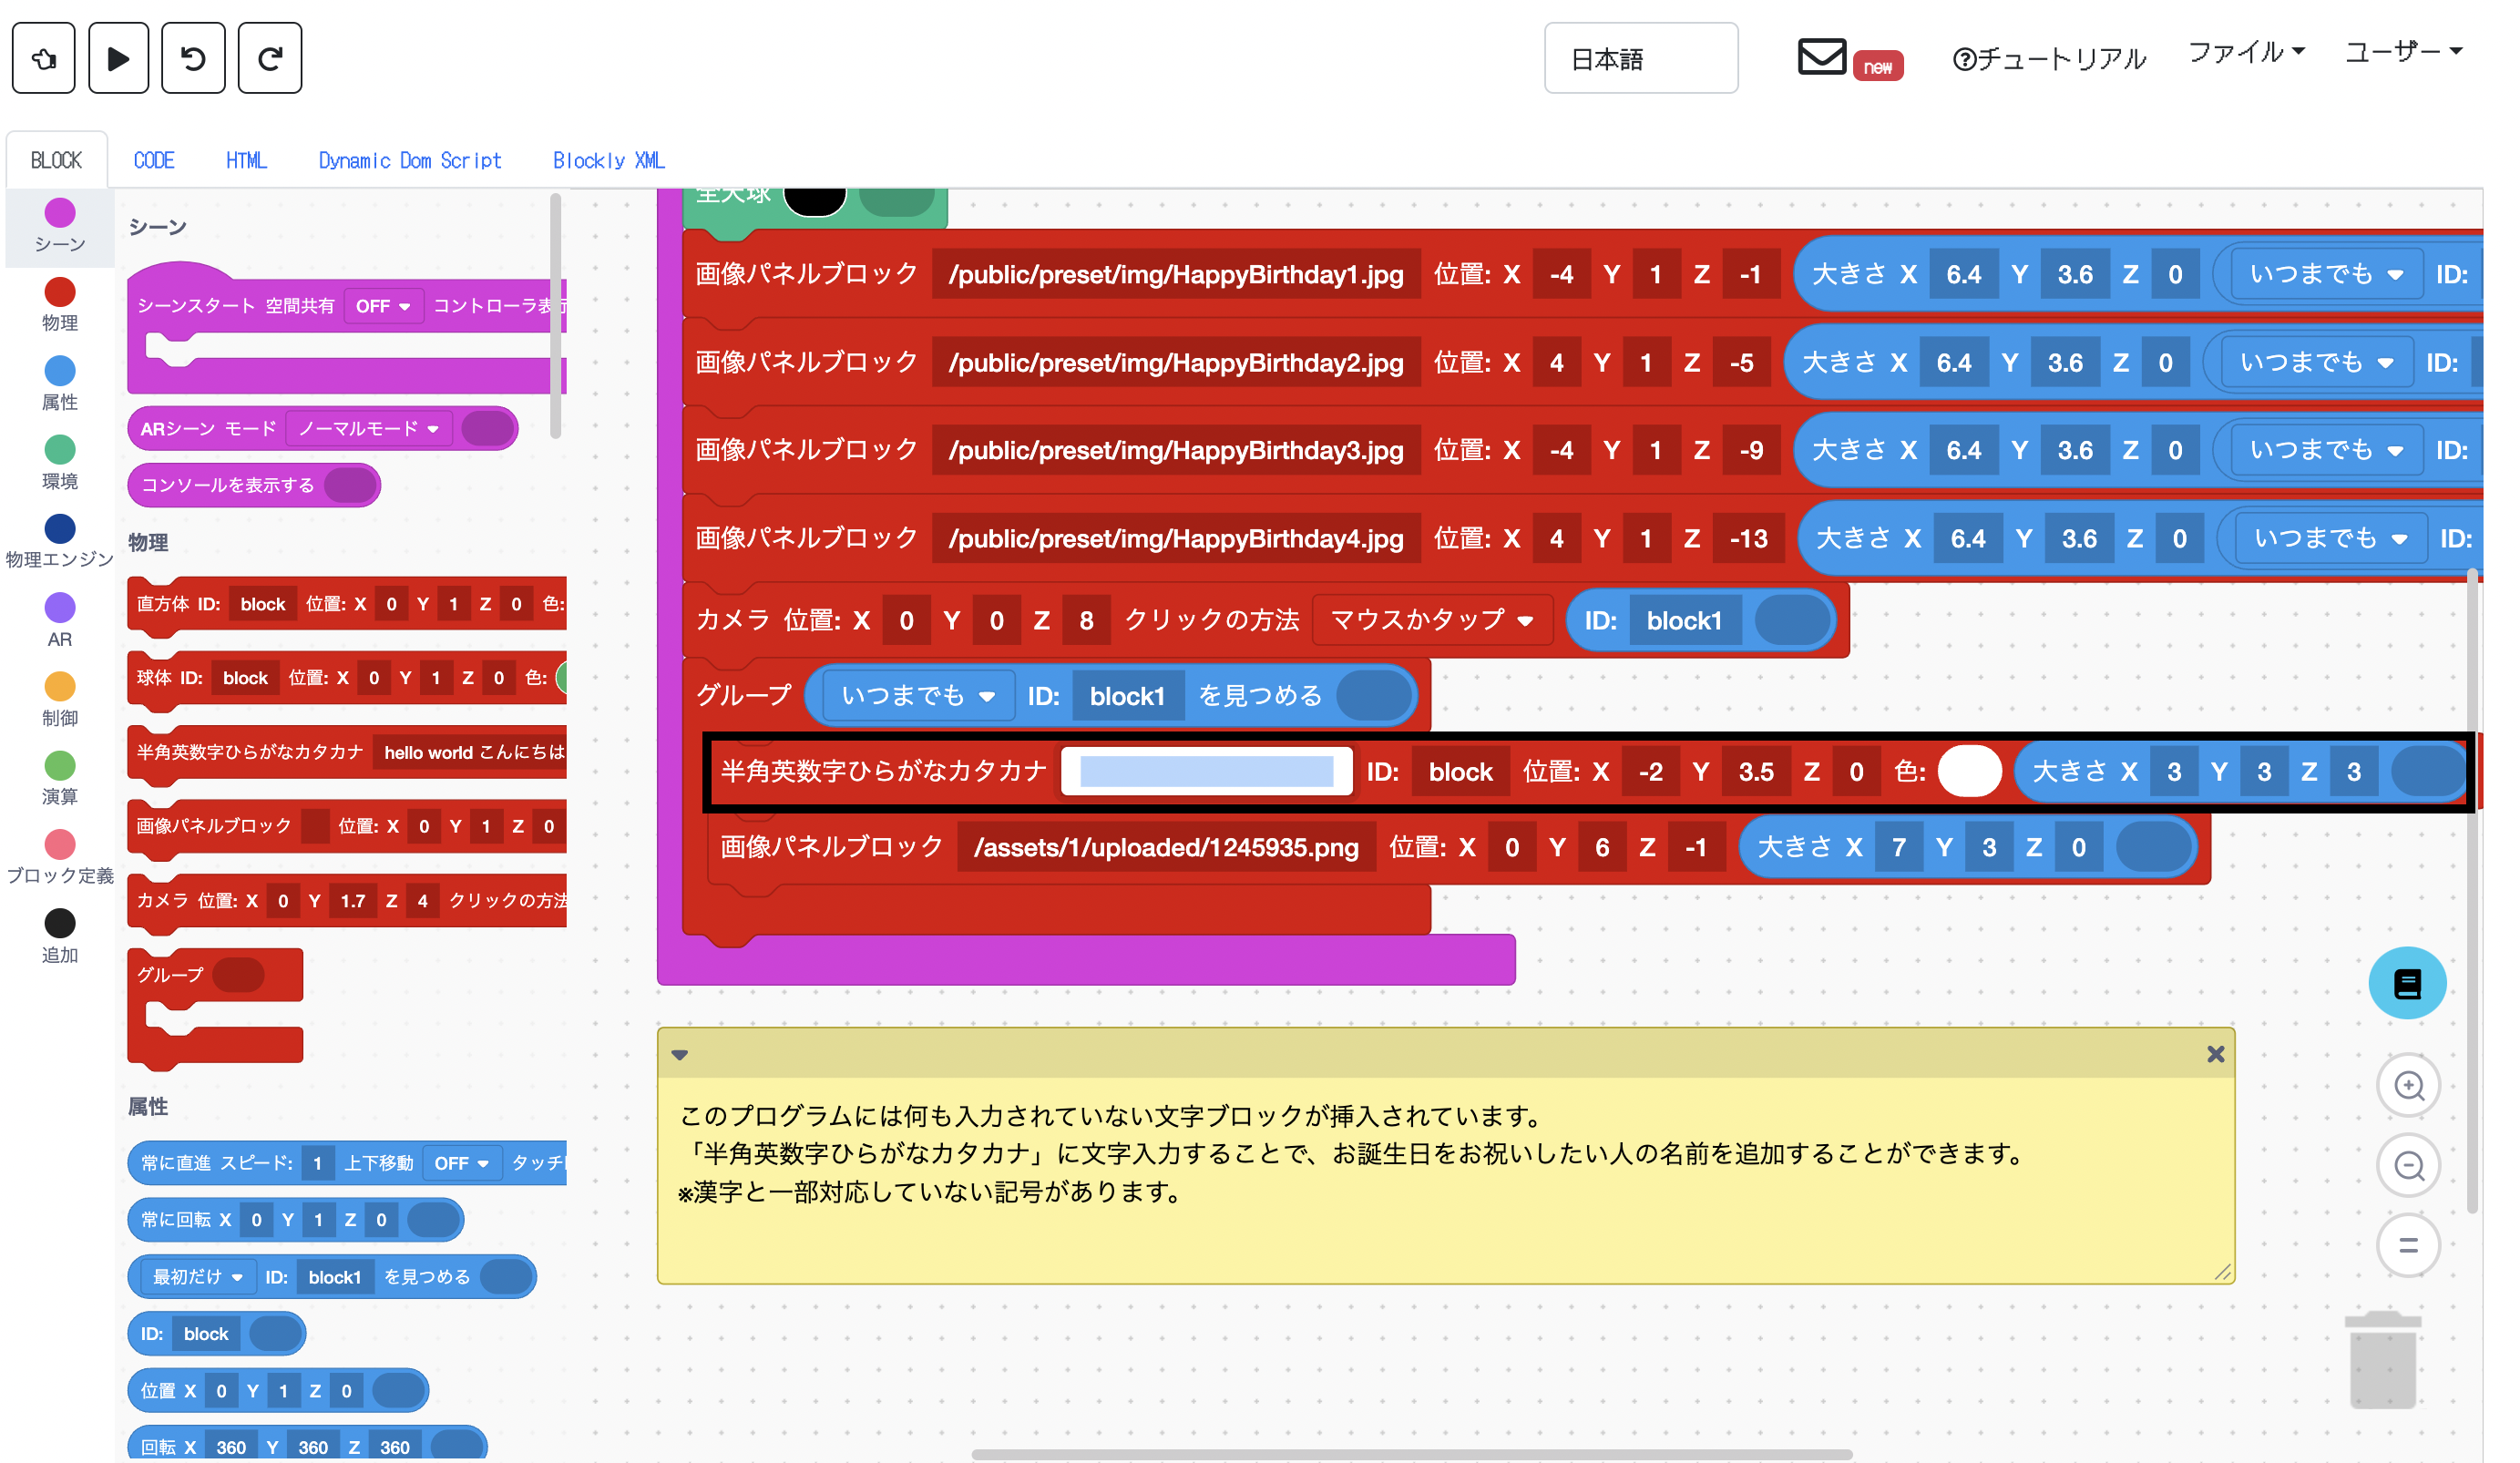 日本語
new
?チュートリアル
ファイル
ユーザー
BLOCK
CODE
HTML
Dynamic Dom Script
Blockly XML
シーン
物理
属性
環境
物理エンジン
AR
制御
演算
ブロック定義
追加
シーン
シーンスタート 空間共有 OFF コントローラ表示
ARシーン モード ノーマルモード
コンソールを表示する
物理
直方体 ID: block 位置: X 0 Y 1 Z 0 色:
球体 ID: block 位置: X 0 Y 1 Z 0 色:
半角英数字ひらがなカタカナ hello world こんにちは
画像パネルブロック 位置: X 0 Y 1 Z 0
カメラ 位置: X 0 Y 1.7 Z 4 クリックの方法
グループ
属性
常に直進 スピード: 1 上下移動 OFF タッチ
常に回転 X 0 Y 1 Z 0
最初だけ ID: block1 を見つめる
ID: block
位置 X 0 Y 1 Z 0
回転 X 360 Y 360 Z 360
全天球
画像パネルブロック /public/preset/img/HappyBirthday1.jpg 位置: X -4 Y 1 Z -1 大きさ X 6.4 Y 3.6 Z 0 いつまでも ID:
画像パネルブロック /public/preset/img/HappyBirthday2.jpg 位置: X 4 Y 1 Z -5 大きさ X 6.4 Y 3.6 Z 0 いつまでも ID:
画像パネルブロック /public/preset/img/HappyBirthday3.jpg 位置: X -4 Y 1 Z -9 大きさ X 6.4 Y 3.6 Z 0 いつまでも ID:
画像パネルブロック /public/preset/img/HappyBirthday4.jpg 位置: X 4 Y 1 Z -13 大きさ X 6.4 Y 3.6 Z 0 いつまでも ID:
カメラ 位置: X 0 Y 0 Z 8 クリックの方法 マウスかタップ ID: block1
グループ いつまでも ID: block1 を見つめる
半角英数字ひらがなカタカナ ID: block 位置: X -2 Y 3.5 Z 0 色: 大きさ X 3 Y 3 Z 3
画像パネルブロック /assets/1/uploaded/1245935.png 位置: X 0 Y 6 Z -1 大きさ X 7 Y 3 Z 0
このプログラムには何も入力されていない文字ブロックが挿入されています。
「半角英数字ひらがなカタカナ」に文字入力することで、お誕生日をお祝いしたい人の名前を追加することができます。
※漢字と一部対応していない記号があります。